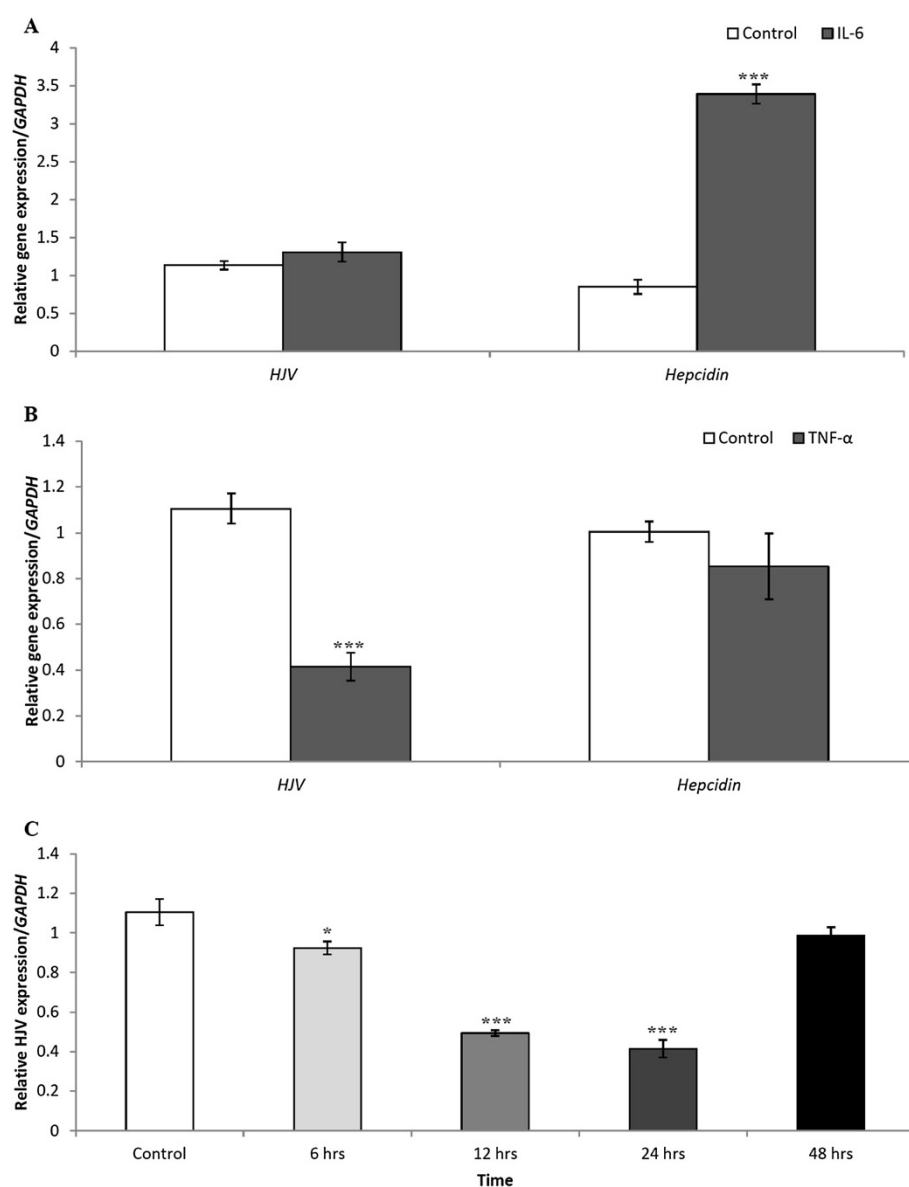 A
Control IL-6
Relative gene expression/GAPDH
4
3.5
3
2.5
2
1.5
1
0.5
0
***
HJV Hepcidin
B
Control TNF-α
Relative gene expression/GAPDH
1.4
1.2
1
0.8
0.6
0.4
0.2
0
***
HJV Hepcidin
C
Relative HJV expression/GAPDH
1.4
1.2
1
0.8
0.6
0.4
0.2
0
*
***
***
Control 6 hrs 12 hrs 24 hrs 48 hrs
Time